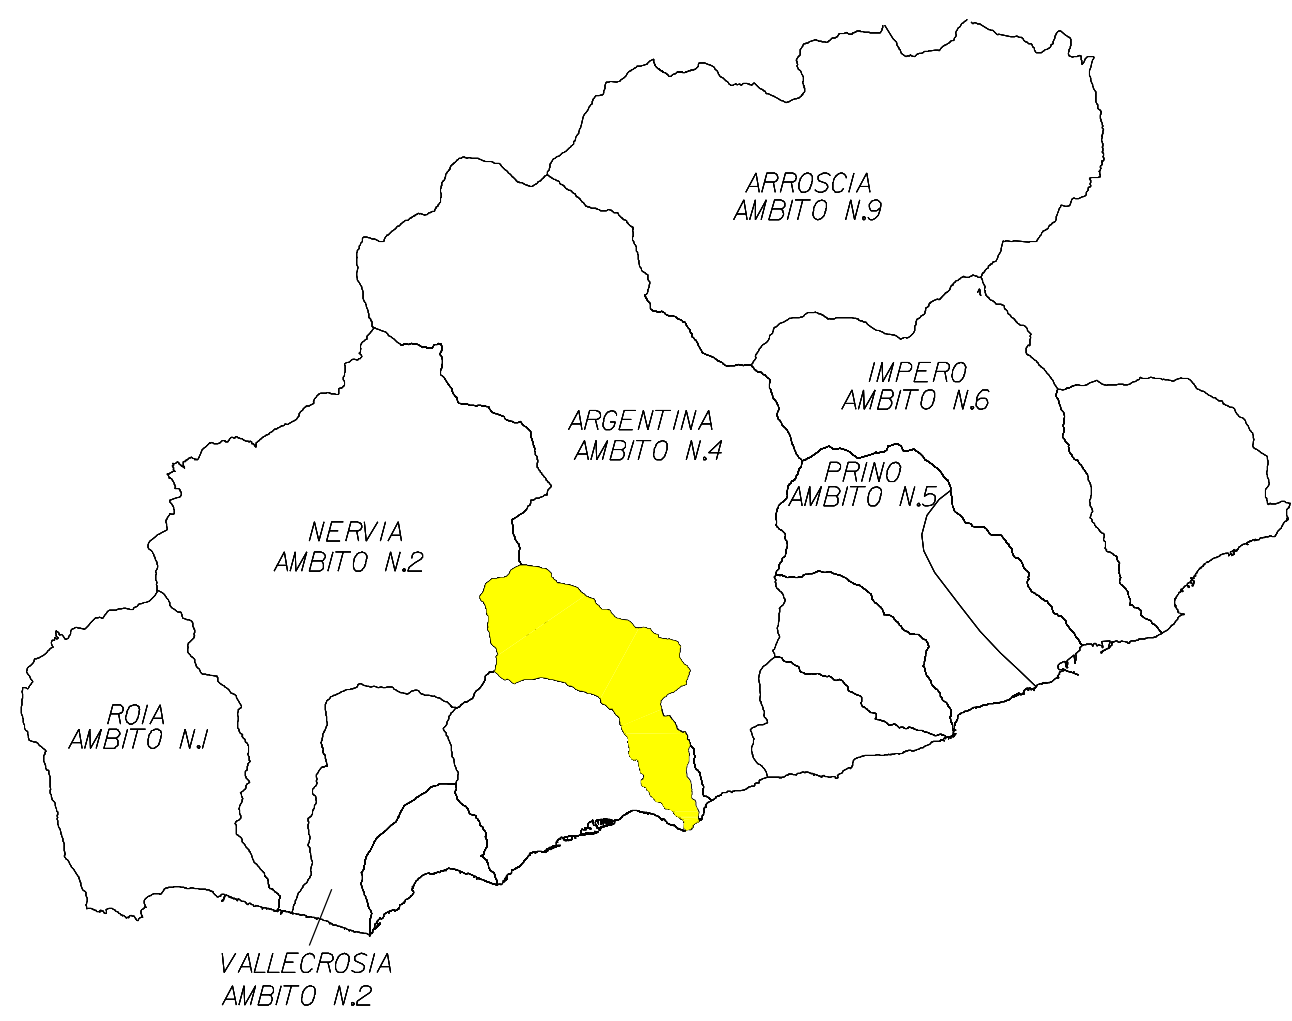 ARROSCIA
AMBITO N.9
IMPERO
AMBITO N.6
ARGENTINA
AMBITO N.4
PRINO
AMBITO N.5
NERVIA
AMBITO N.2
ROIA
AMBITO N.1
VALLECROSIA
AMBITO N.2